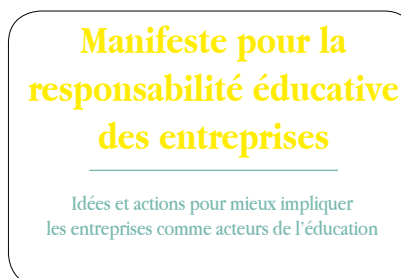 Manifeste pour la
responsabilité éducative
des entreprises
Idées et actions pour mieux impliquer
les entreprises comme acteurs de l'éducation